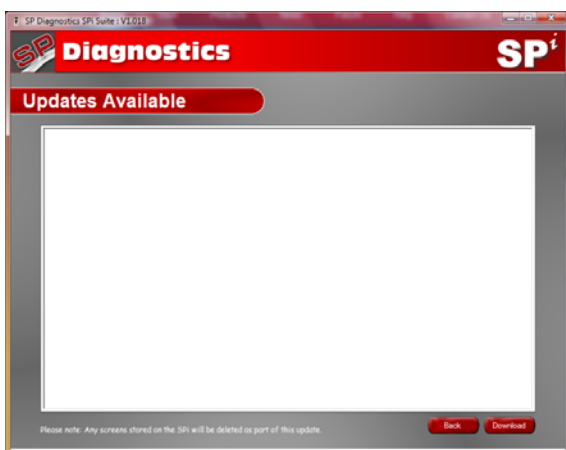 SP Diagnostics SPi Suite : V1.018
SP Diagnostics
SPi
Updates Available
Please note: Any screens stored on the SPi will be deleted as part of this update.
Back
Download